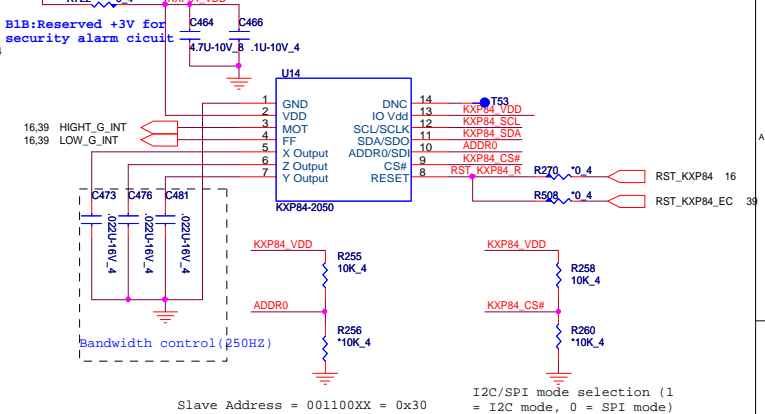 B1B:Reserved +3V for
security alarm cicuit
C464
C466
4.7U-10V_8 .1U-10V_4
U14
1 GND DNC 14 T53
2 VDD IO Vdd 13 KXP84_VDD
3 MOT SCL/SCLK 12 KXP84_SCL
4 FF SDA/SDO 11 KXP84_SDA
5 X Output ADDR0/SDI 10 ADDR0
6 Z Output CS# 9 KXP84_CS#
7 Y Output RESET 8 RST_KXP84_R
16,39 HIGHT_G_INT
16,39 LOW_G_INT
KXP84-2050
R270 *0_4 RST_KXP84 16
R508 *0_4 RST_KXP84_EC 39
A
C473 C476 C481
.022U-16V_4 .022U-16V_4 .022U-16V_4
Bandwidth control(250HZ)
KXP84_VDD
R255
10K_4
ADDR0
R256
*10K_4
KXP84_VDD
R258
10K_4
KXP84_CS#
R260
*10K_4
Slave Address = 001100XX = 0x30
I2C/SPI mode selection (1
= I2C mode, 0 = SPI mode)